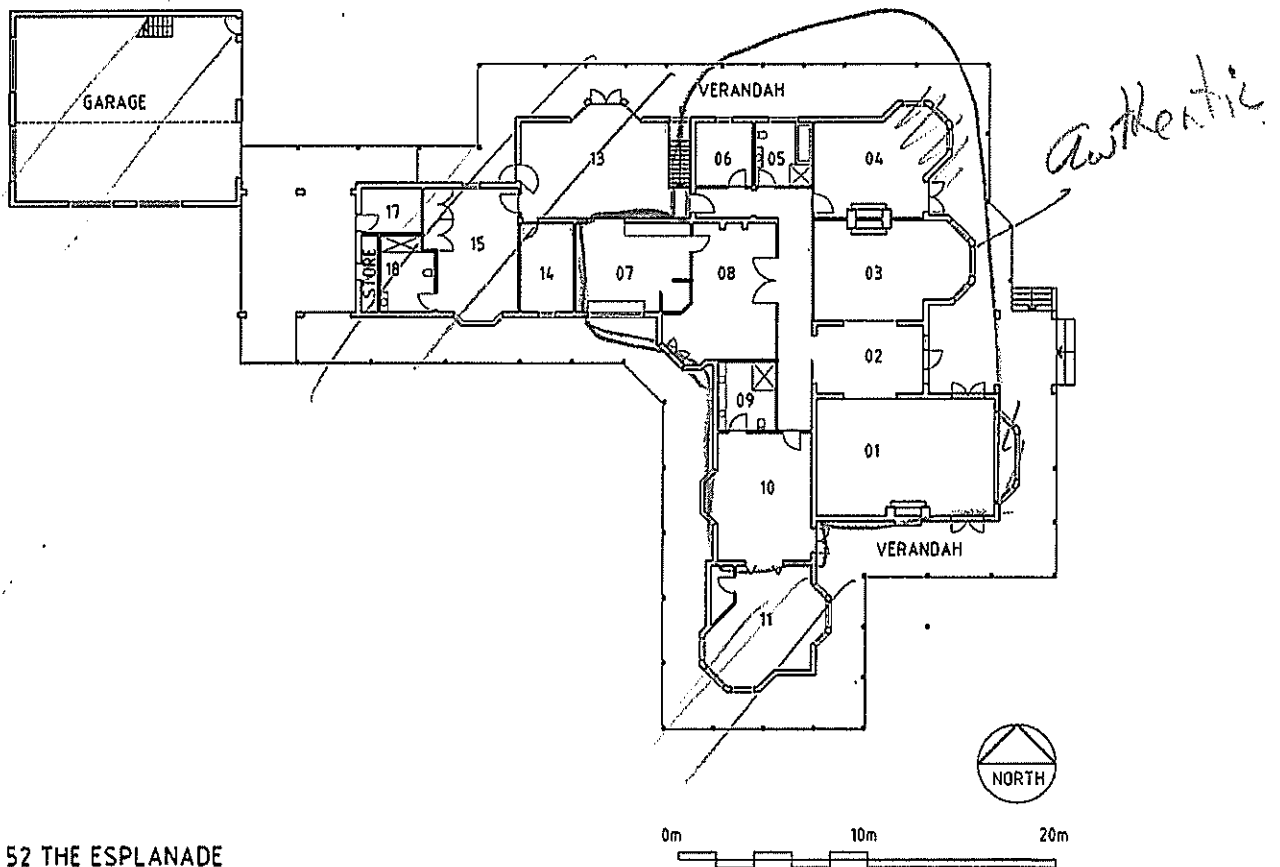 GARAGE
VERANDAH
authentic
13
06
05
04
17
STORE
18
15
14
07
08
03
02
09
01
10
VERANDAH
11
NORTH
0m 10m 20m
52 THE ESPLANADE